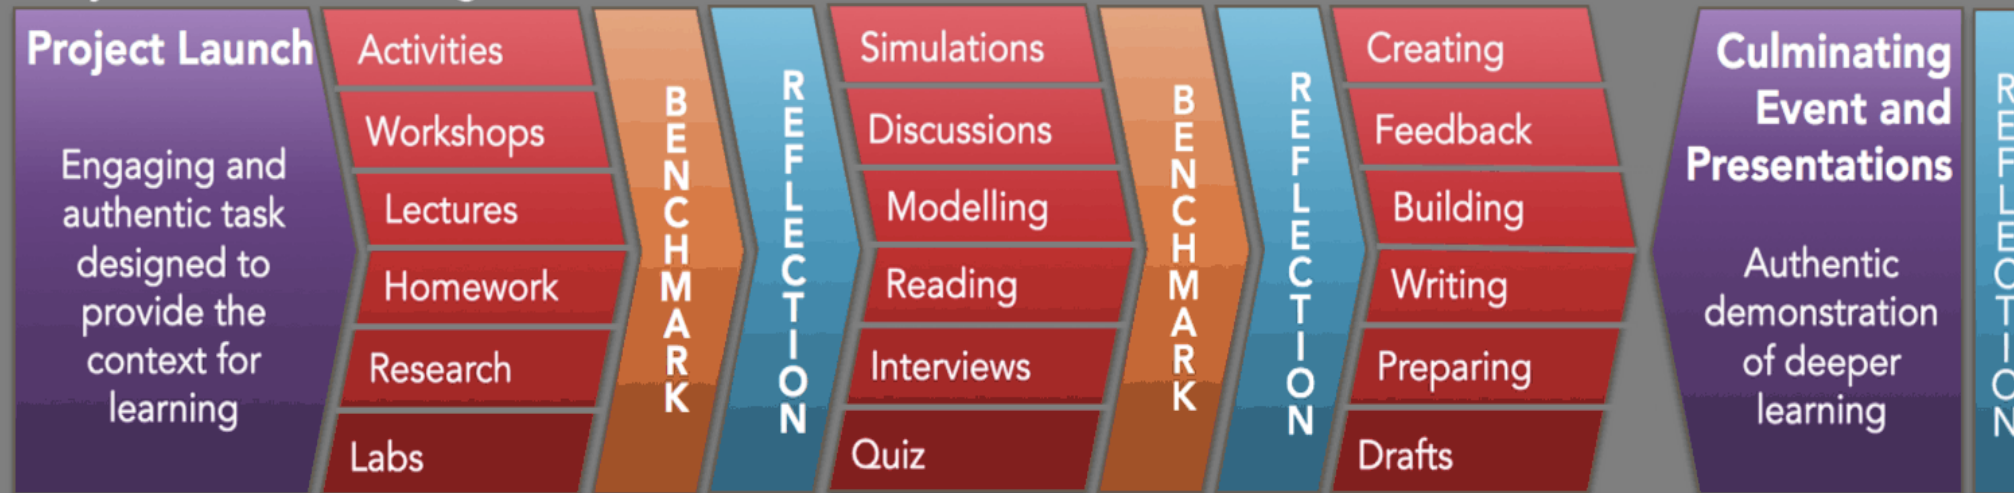 Project Launch
Engaging and
authentic task
designed to
provide the
context for
learning
Activities
Workshops
Lectures
Homework
Research
Labs
BENCHMARK
REFLECTION
Simulations
Discussions
Modelling
Reading
Interviews
Quiz
BENCHMARK
REFLECTION
Creating
Feedback
Building
Writing
Preparing
Drafts
Culminating
Event and
Presentations
Authentic
demonstration
of deeper
learning
REFLECTION